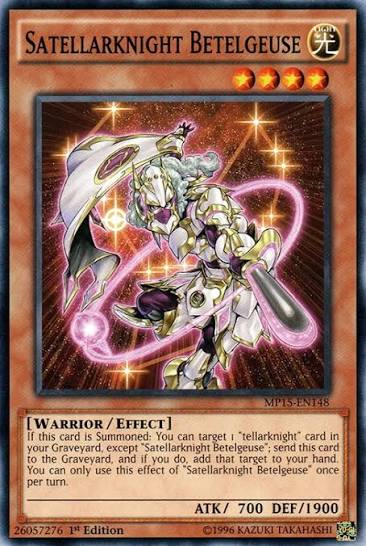 SATELLARKNIGHT BETELGEUSE
LIGHT
光
MP15-EN148
[WARRIOR / EFFECT]
If this card is Summoned: You can target 1 "tellarknight" card in
your Graveyard, except "Satellarknight Betelgeuse"; send this card
to the Graveyard, and if you do, add that target to your hand.
You can only use this effect of "Satellarknight Betelgeuse" once
per turn.
ATK/ 700 DEF/1900
26057276 1st Edition
©1996 KAZUKI TAKAHASHI